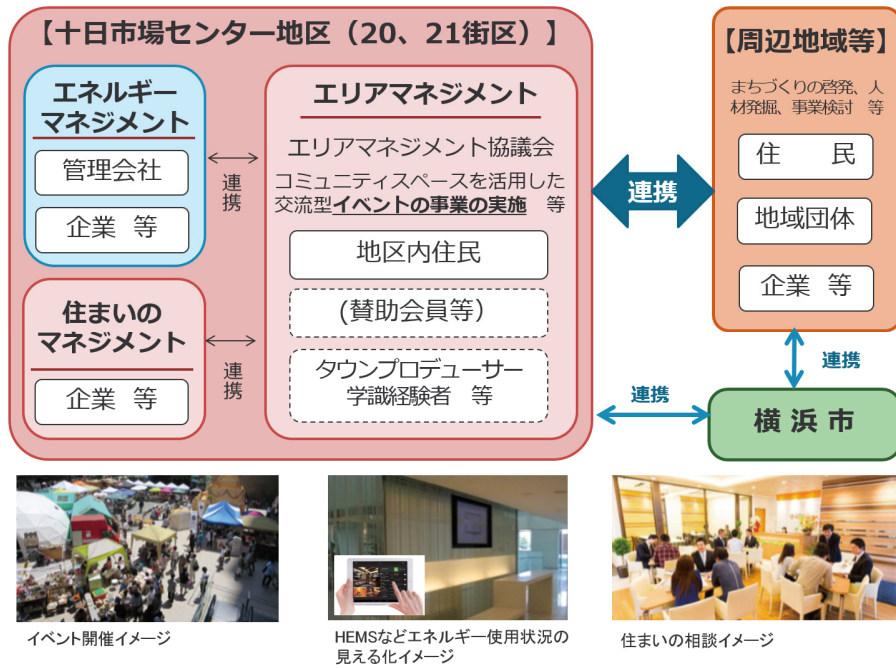 【十日市場センター地区（20、21街区）】
エネルギー
マネジメント
管理会社
企業 等
連携
住まいの
マネジメント
企業 等
連携
エリアマネジメント
エリアマネジメント協議会
コミュニティスペースを活用した
交流型イベントの事業の実施 等
地区内住民
(賛助会員等）
タウンプロデューサー
学識経験者 等
連携
【周辺地域等】
まちづくりの啓発、人
材発掘、事業検討 等
住 民
地域団体
企業 等
連携
連携
横 浜 市
イベント開催イメージ
HEMSなどエネルギー使用状況の
見える化イメージ
住まいの相談イメージ